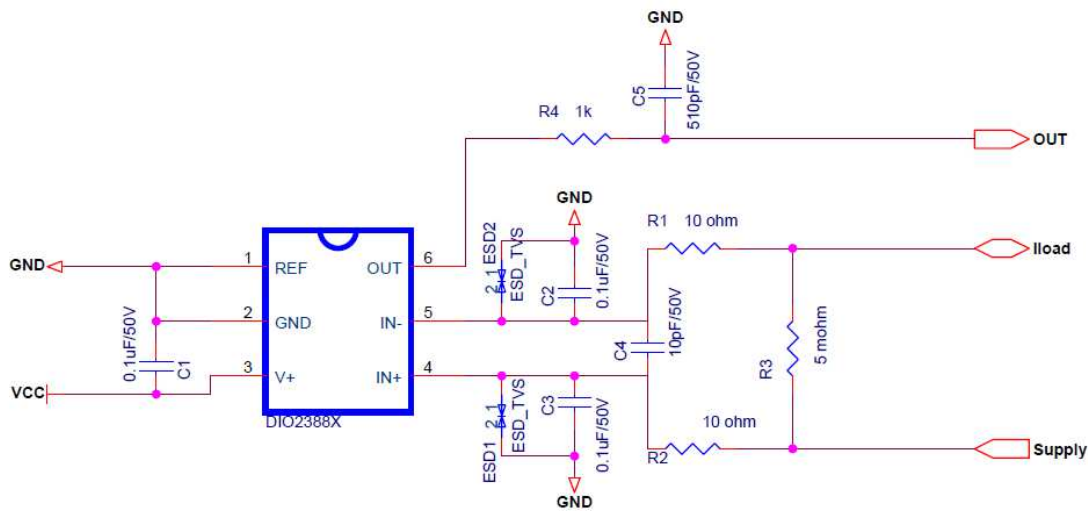 GND
C5
510pF/50V
R4 1k
OUT
GND
R1 10 ohm
Iload
ESD2
2 1
ESD_TVS
C2
0.1uF/50V
GND
1 REF OUT 6
2 GND IN- 5
3 V+ IN+ 4
DIO2388X
0.1uF/50V
C1
VCC
C4
10pF/50V
R3
5 mohm
ESD1
2 1
ESD_TVS
C3
0.1uF/50V
10 ohm
R2
Supply
GND